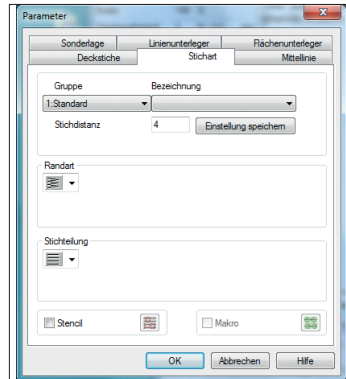 Parameter
Sonderlage Linienunterleger Flächenunterleger
Deckstiche Stichart Mittellinie
Gruppe Bezeichnung
1:Standard
Stichdistanz 4 Einstellung speichern
Randart
Stichteilung
Stencil Makro
OK Abbrechen Hilfe